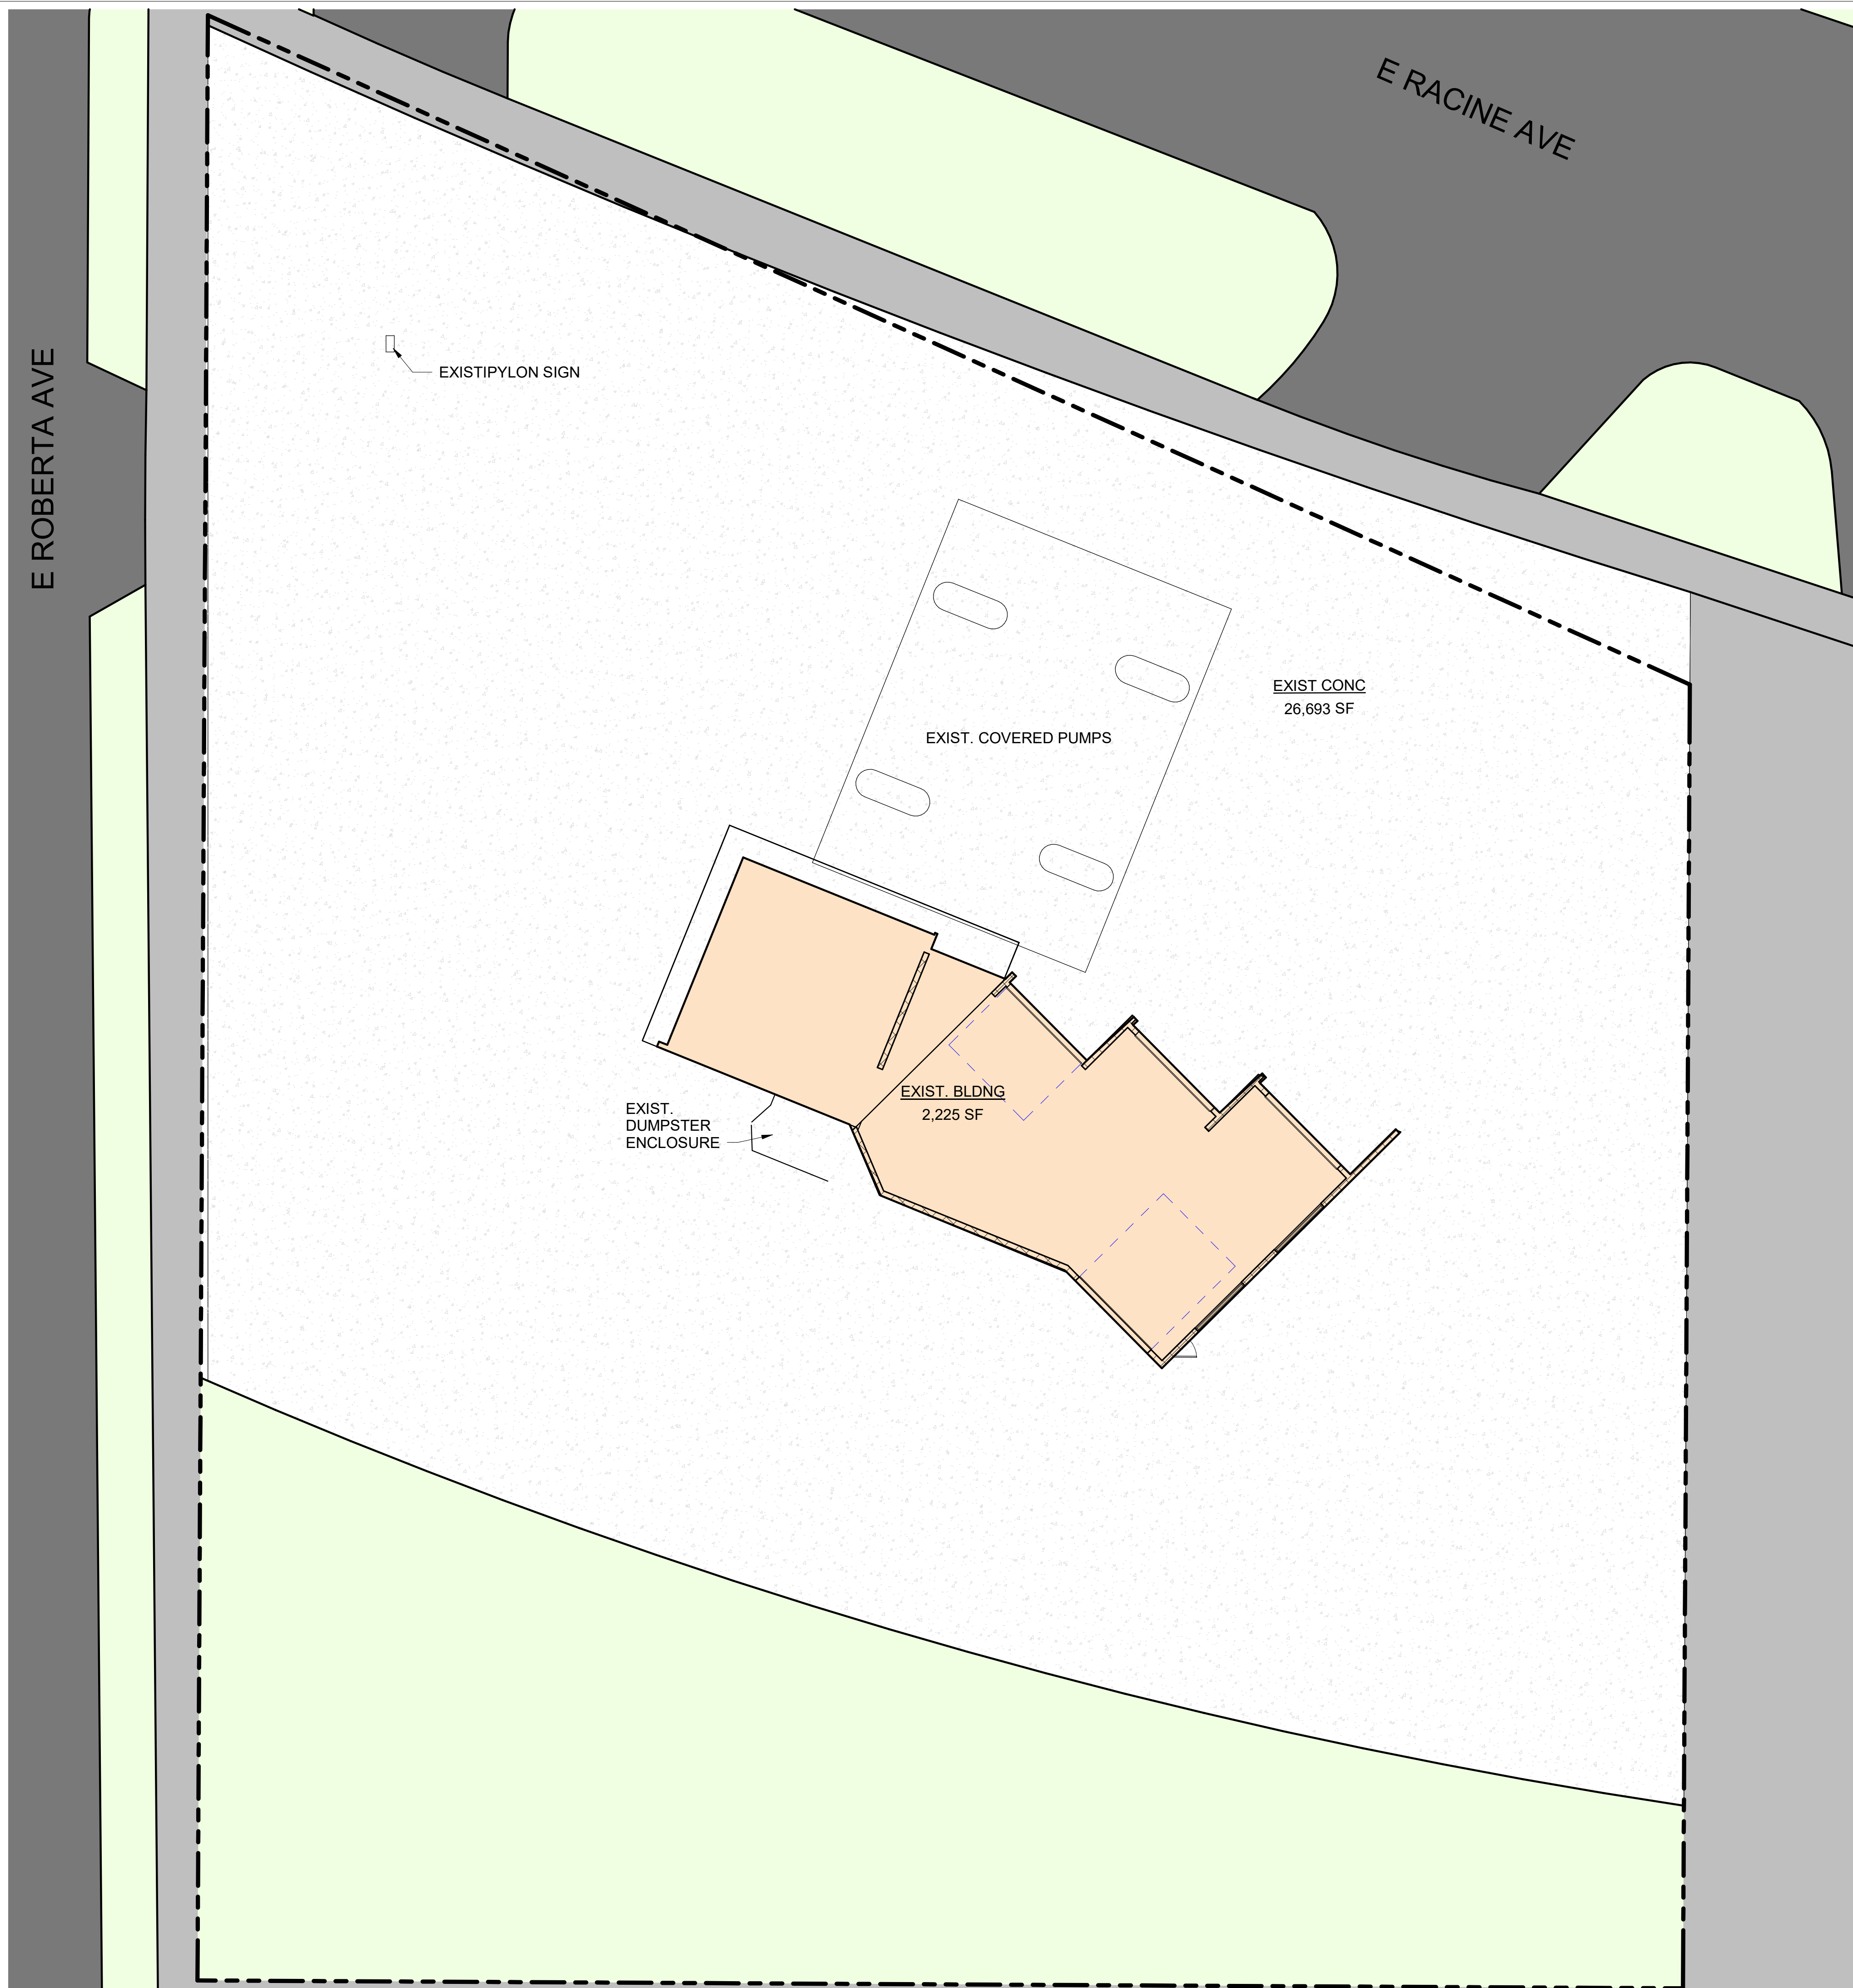 E RACINE AVE
E ROBERTA AVE
EXISTIPYLON SIGN
EXIST CONC
26,693 SF
EXIST. COVERED PUMPS
EXIST. BLDNG
2,225 SF
EXIST.
DUMPSTER
ENCLOSURE